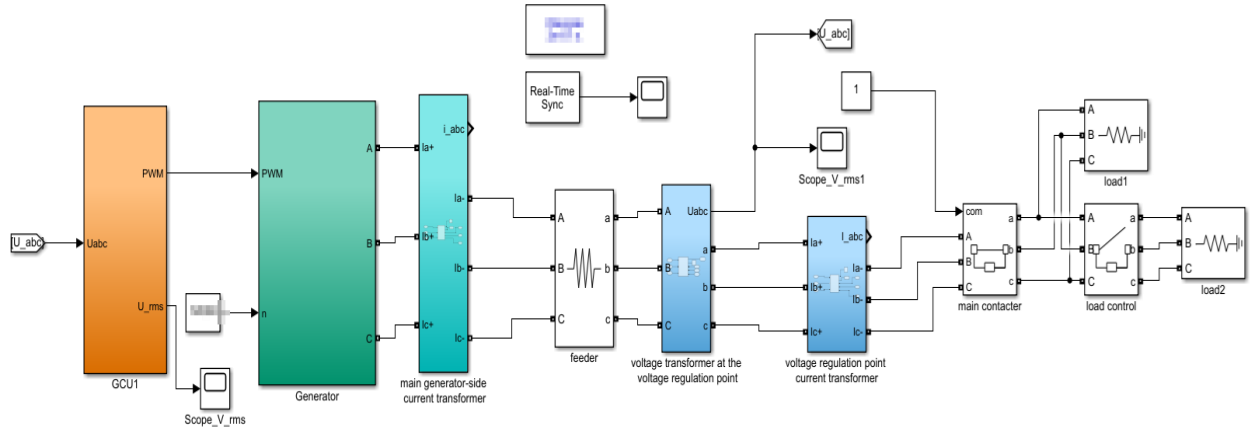 [U_abc]
Uabc
PWM
U_rms
GCU1
Scope_V_rms
PWM
n
A
B
C
Generator
i_abc
Ia+
Ia-
Ib+
Ib-
Ic+
Ic-
main generator-side
current transformer
Real-Time
Sync
A
B
C
a
b
c
feeder
A
B
C
Uabc
a
b
c
voltage transformer at the
voltage regulation point
[U_abc]
Scope_V_rms1
I_abc
Ia+
Ia-
Ib+
Ib-
Ic+
Ic-
voltage regulation point
current transformer
1
com
A
B
C
a
b
c
main contacter
A
B
C
load1
A
B
C
a
b
c
load control
A
B
C
load2